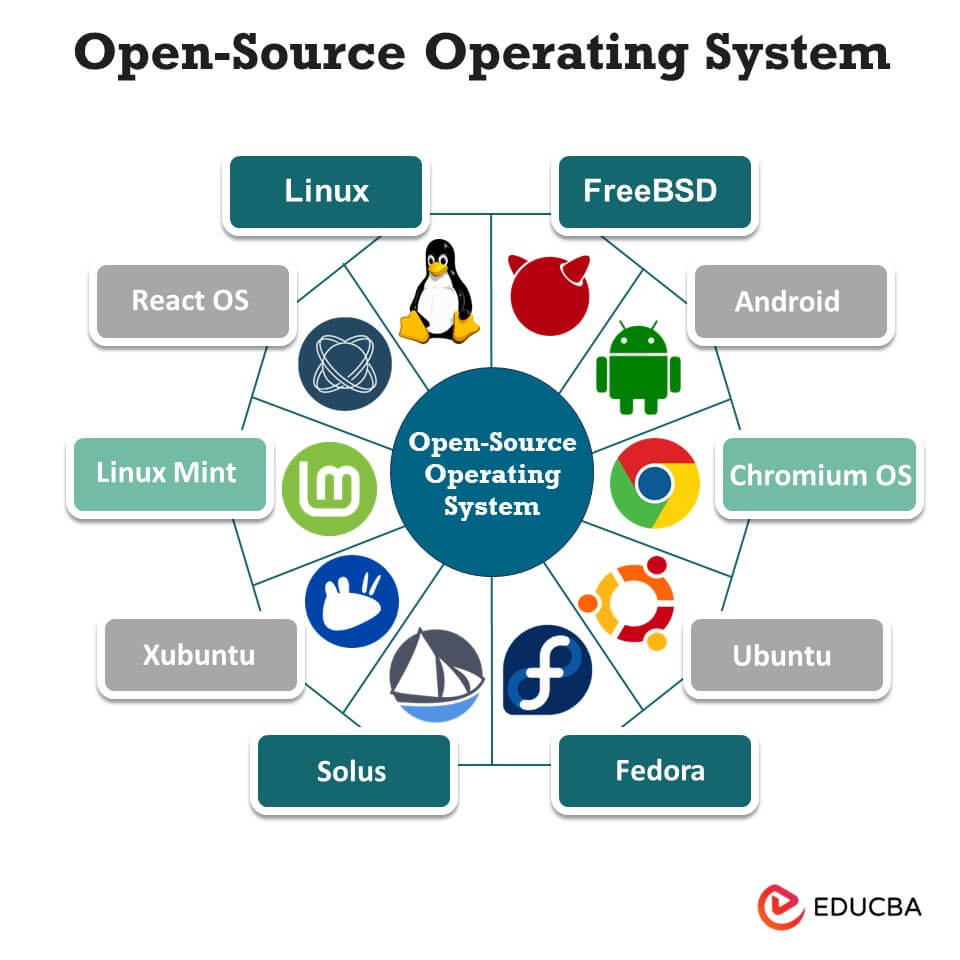 Open-Source Operating System
Linux
FreeBSD
React OS
Android
Linux Mint
lm
Open-Source
Operating
System
Chromium OS
Xubuntu
Ubuntu
Solus
Fedora
EDUCBA